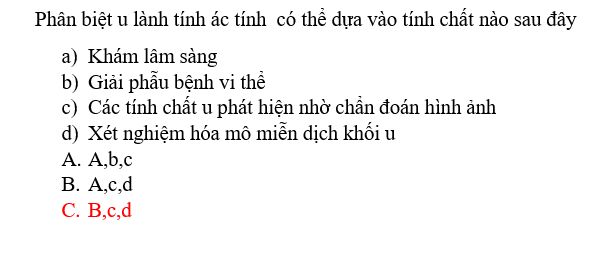 Phân biệt u lành tính ác tính có thể dựa vào tính chất nào sau đây
a) Khám lâm sàng
b) Giải phẫu bệnh vi thể
c) Các tính chất u phát hiện nhờ chẩn đoán hình ảnh
d) Xét nghiệm hóa mô miễn dịch khối u
A. A,b,c
B. A,c,d
C. B,c,d